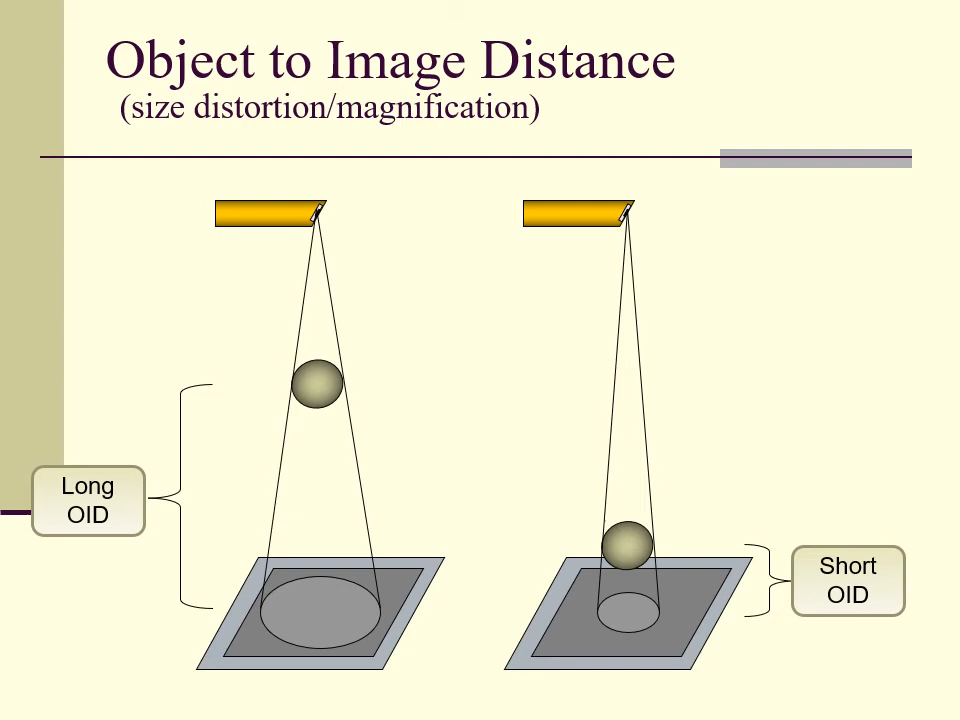 Object to Image Distance
(size distortion/magnification)
Long
OID
Short
OID